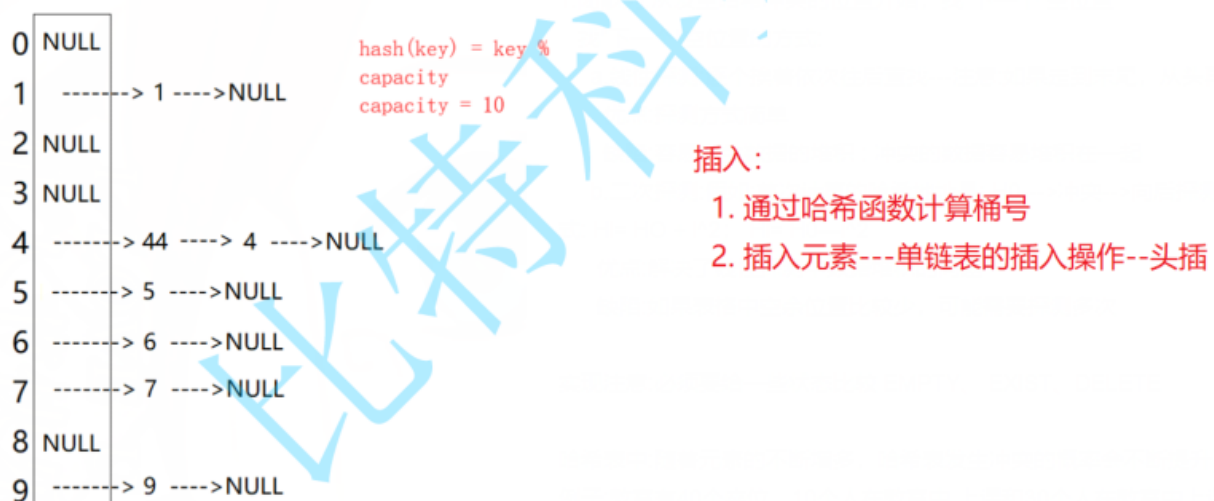 0 NULL
hash(key) = key %
capacity
capacity = 10
1 -------> 1 ---->NULL
2 NULL
插入：
3 NULL
1. 通过哈希函数计算桶号
4 -------> 44 ----> 4 ---->NULL
2. 插入元素---单链表的插入操作--头插
5 -------> 5 ---->NULL
6 -------> 6 ---->NULL
7 -------> 7 ---->NULL
8 NULL
9 -------> 9 ---->NULL
比特科